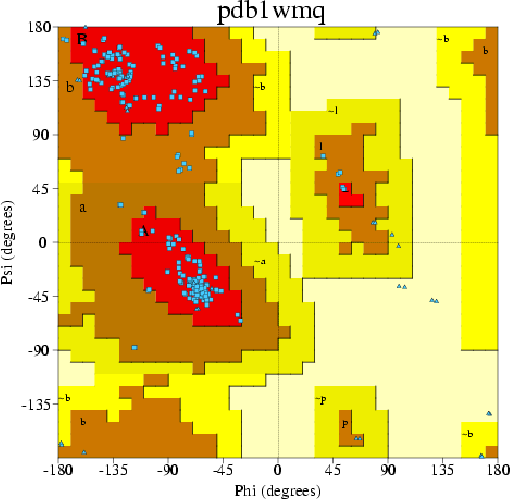 pdb1wmq
180
135
90
45
0
-45
-90
-135
Psi (degrees)
B
b
~b
b
~b
~l
l
a
A
~a
~b
b
~p
p
~b
-180
-135
-90
-45
0
45
90
135
180
Phi (degrees)